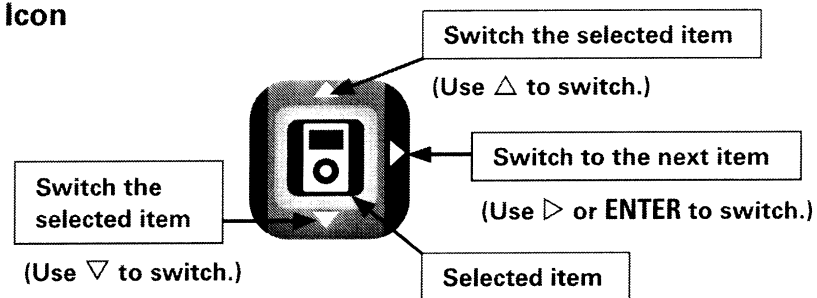 Icon
Switch the selected item
(Use △ to switch.)
Switch to the next item
(Use ▷ or ENTER to switch.)
Switch the
selected item
(Use ▽ to switch.)
Selected item